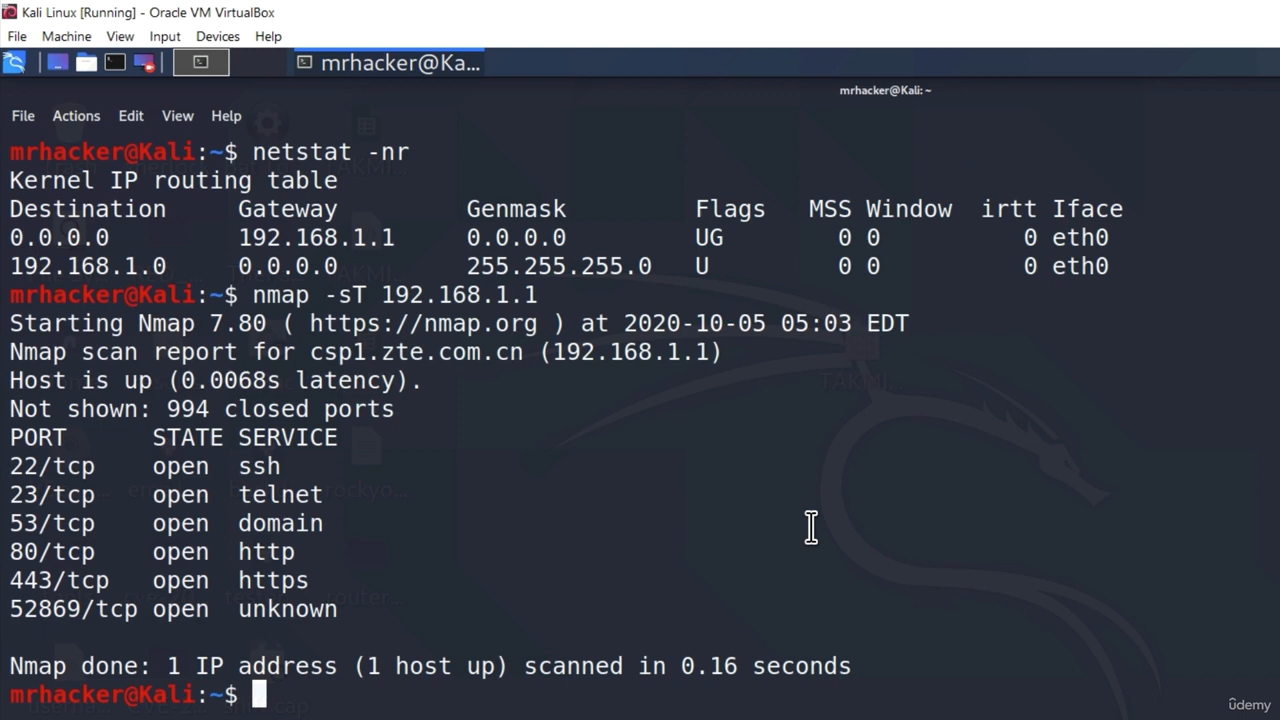 Kali Linux [Running] - Oracle VM VirtualBox
File Machine View Input Devices Help
mrhacker@Ka...
mrhacker@Kali: ~
File Actions Edit View Help
mrhacker@Kali:~$ netstat -nr
Kernel IP routing table
Destination Gateway Genmask Flags MSS Window irtt Iface
0.0.0.0 192.168.1.1 0.0.0.0 UG 0 0 0 eth0
192.168.1.0 0.0.0.0 255.255.255.0 U 0 0 0 eth0
mrhacker@Kali:~$ nmap -sT 192.168.1.1
Starting Nmap 7.80 ( https://nmap.org ) at 2020-10-05 05:03 EDT
Nmap scan report for csp1.zte.com.cn (192.168.1.1)
Host is up (0.0068s latency).
Not shown: 994 closed ports
PORT STATE SERVICE
22/tcp open ssh
23/tcp open telnet
53/tcp open domain
80/tcp open http
443/tcp open https
52869/tcp open unknown
Nmap done: 1 IP address (1 host up) scanned in 0.16 seconds
mrhacker@Kali:~$
ûdemy